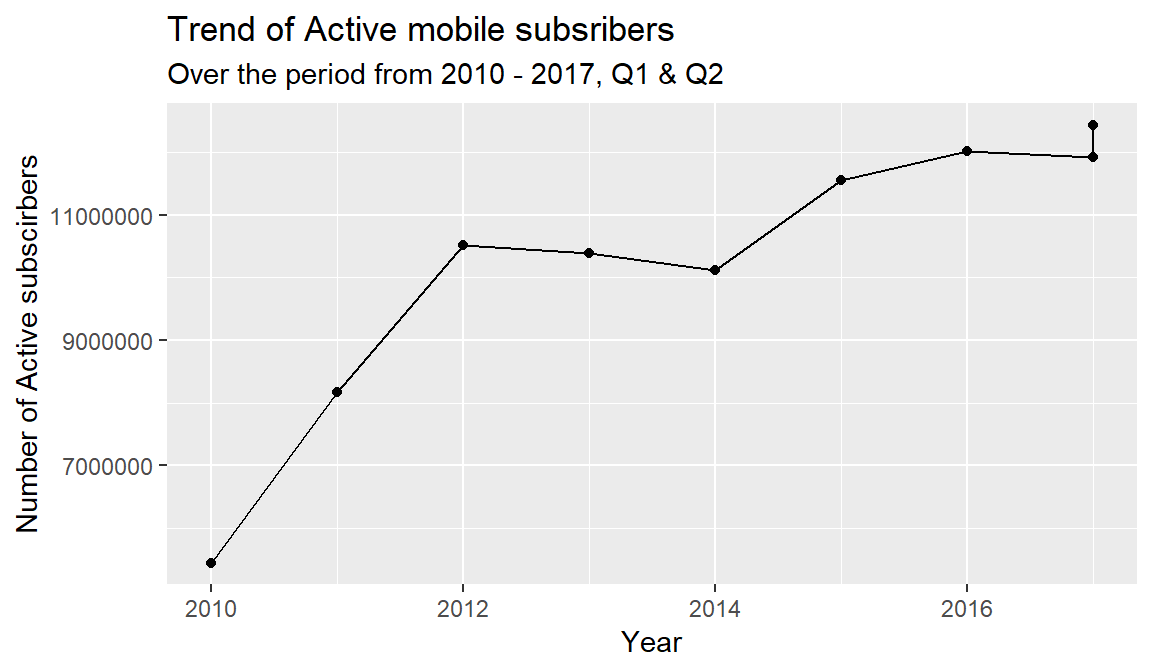 Trend of Active mobile subsribers
Over the period from 2010 - 2017, Q1 & Q2
Number of Active subscirbers
11000000
9000000
7000000
2010
2012
2014
2016
Year